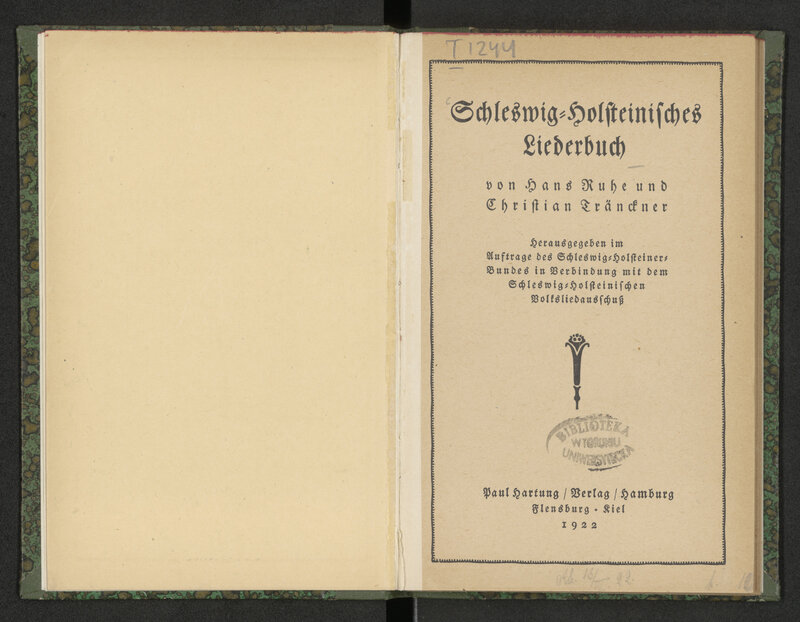 T 1244
Schleswig-Holsteinisches
Liederbuch
von Hans Ruhe und
Christian Tränckner
Herausgegeben im
Auftrage des Schleswig-Holsteiner-
Bundes in Verbindung mit dem
Schleswig-Holsteinischen
Volksliedausschuß
BIBLIOTEKA
W TORUNIU
UNIWERSYTECKA
Paul Hartung / Verlag / Hamburg
Flensburg - Kiel
1922